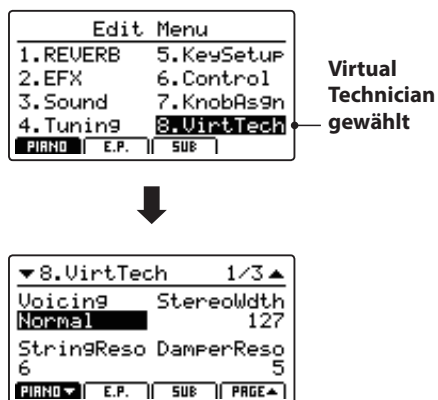 Edit Menu
1.REVERB 5.KeySetup
2.EFX 6.Control
3.Sound 7.KnobAsgn
4.Tuning 8.VirtTech
PIANO E.P. SUB
Virtual
Technician
gewählt
▼8.VirtTech 1/3▲
Voicing StereoWdth
Normal 127
StringReso DamperReso
6 5
PIANO▼ E.P. SUB PAGE▲